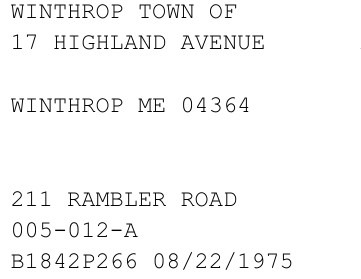 WINTHROP TOWN OF
17 HIGHLAND AVENUE
WINTHROP ME 04364
211 RAMBLER ROAD
005-012-A
B1842P266 08/22/1975